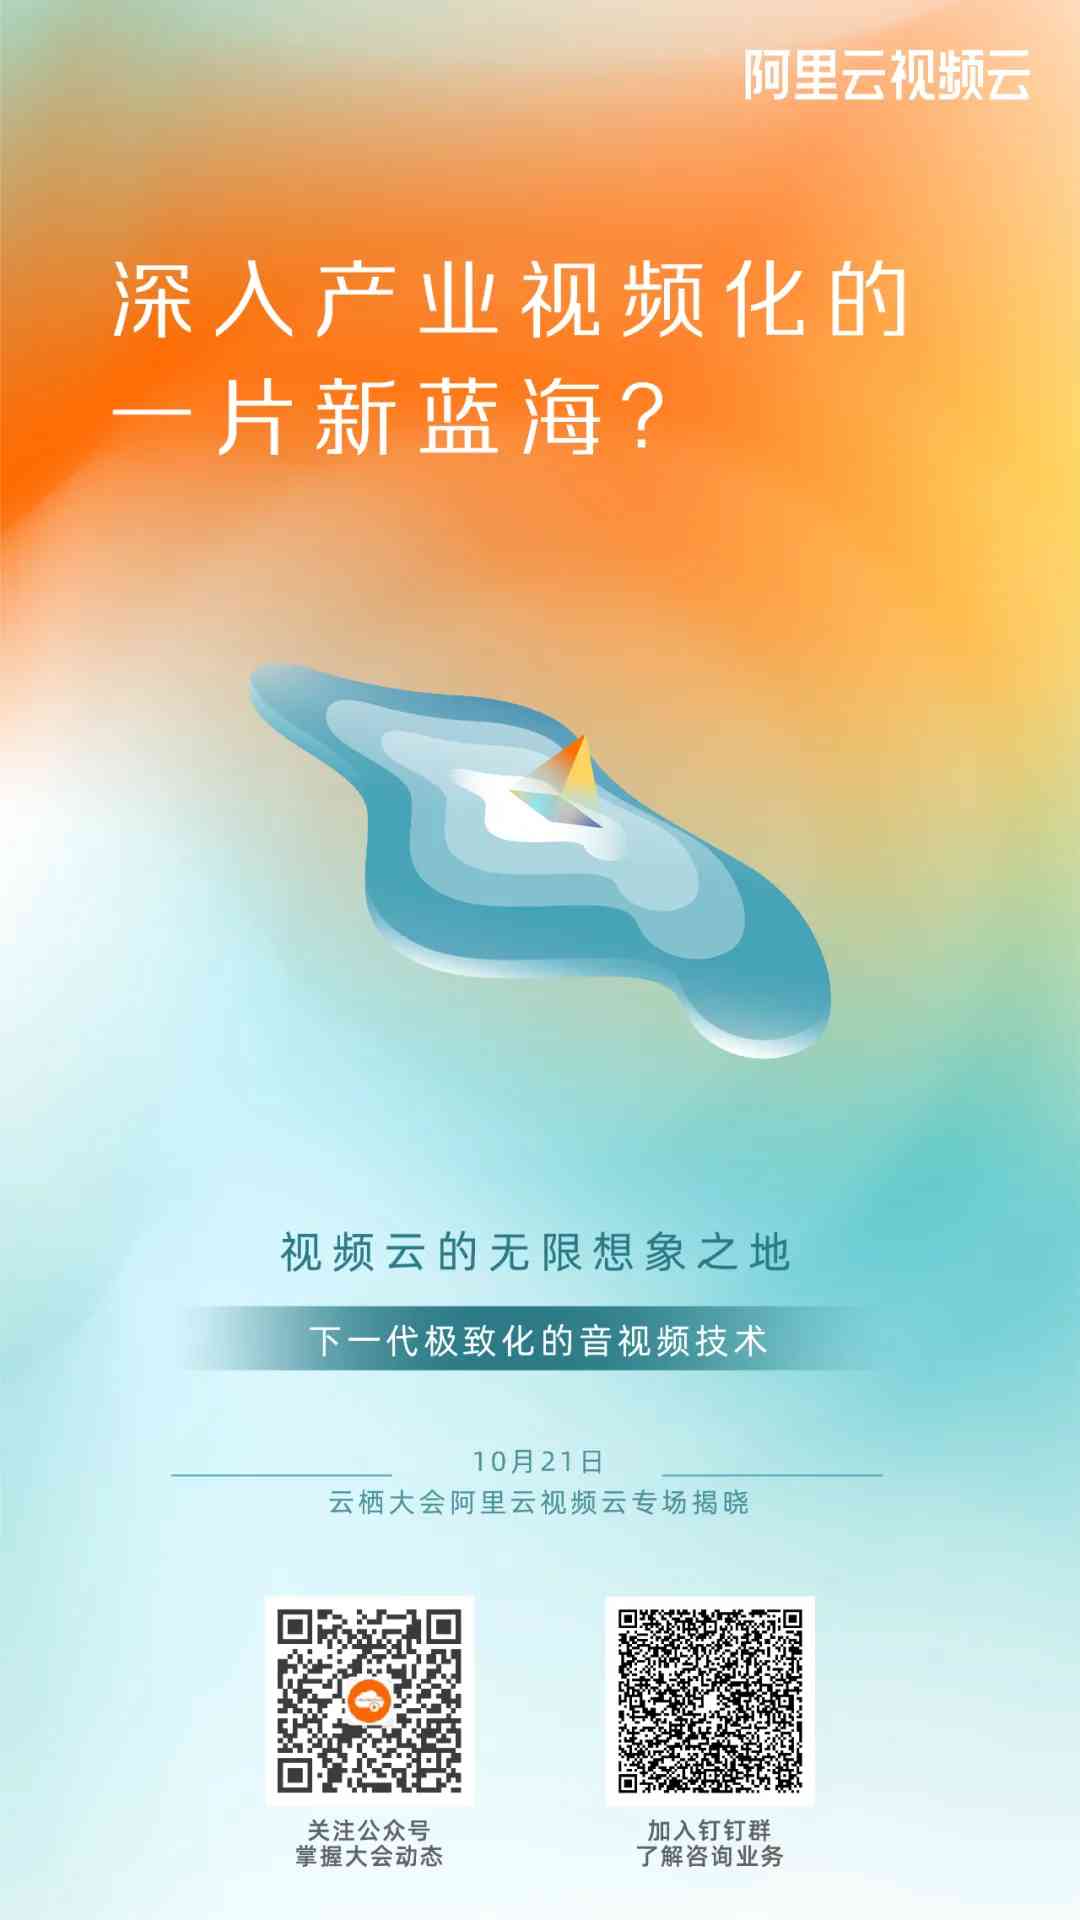 阿里云视频云
深入产业视频化的
一片新蓝海?
视频云的无限想象之地
下一代极致化的音视频技术
10月21日
云栖大会阿里云视频云专场揭晓
关注公众号
掌握大会动态
加入钉钉群
了解咨询业务